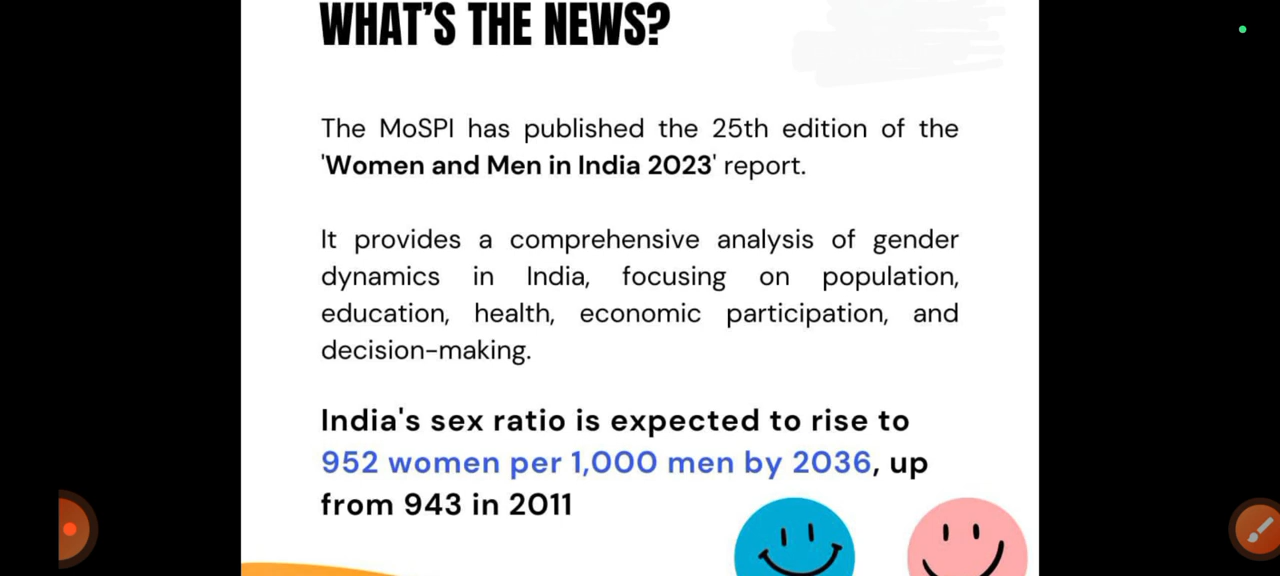 WHAT'S THE NEWS?
The MoSPI has published the 25th edition of the
'Women and Men in India 2023' report.
It provides a comprehensive analysis of gender
dynamics in India, focusing on population,
education, health, economic participation, and
decision-making.
India's sex ratio is expected to rise to
952 women per 1,000 men by 2036, up
from 943 in 2011